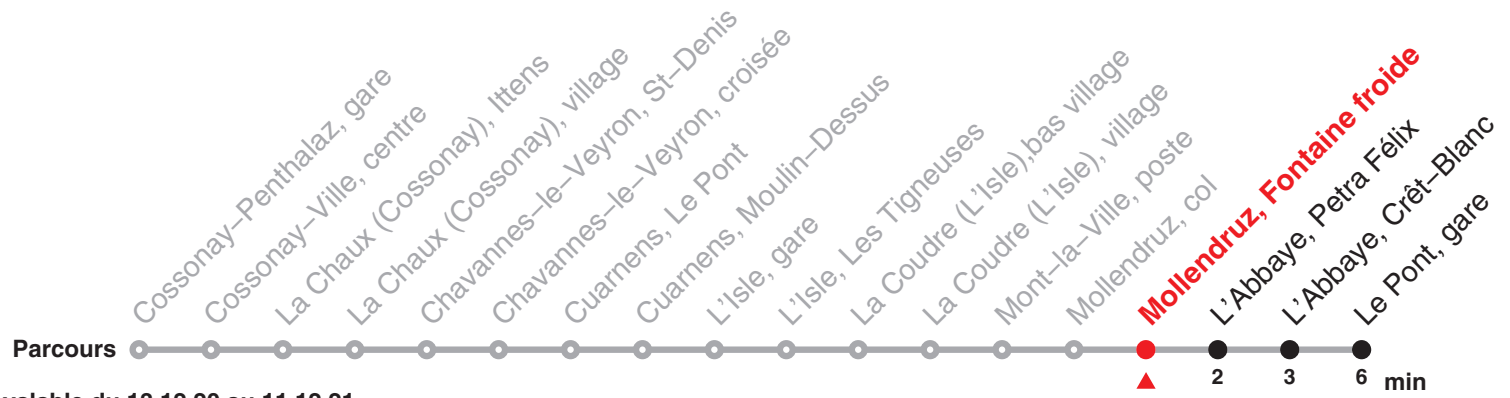 Cossonay–Penthalaz, gare
Cossonay–Ville, centre
La Chaux (Cossonay), Ittens
La Chaux (Cossonay), village
Chavannes–le–Veyron, St–Denis
Chavannes–le–Veyron, croisée
Cuarnens, Le Pont
Cuarnens, Moulin–Dessus
L'Isle, gare
L'Isle, Les Tigneuses
La Coudre (L'Isle),bas village
La Coudre (L'Isle), village
Mont–la–Ville, poste
Mollendruz, col
Mollendruz, Fontaine froide
L'Abbaye, Petra Félix
L'Abbaye, Crêt–Blanc
Le Pont, gare
Parcours
2 3 6 min